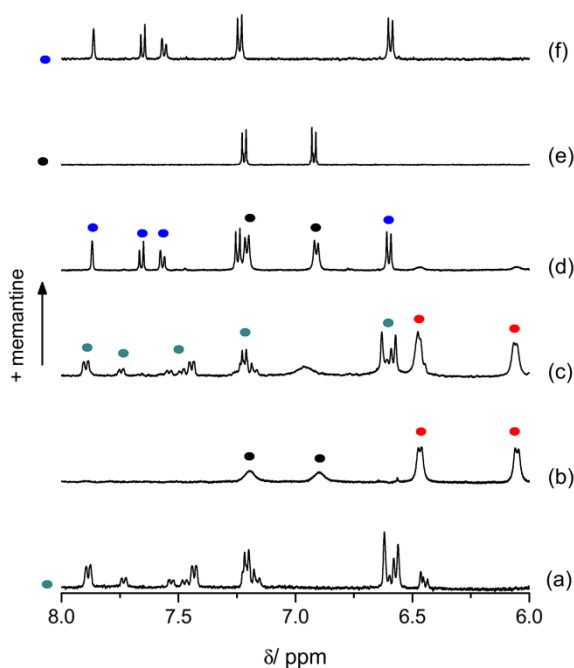 (f)
(e)
(d)
+ memantine
(c)
(b)
(a)
8.0 7.5 7.0 6.5 6.0
δ/ ppm